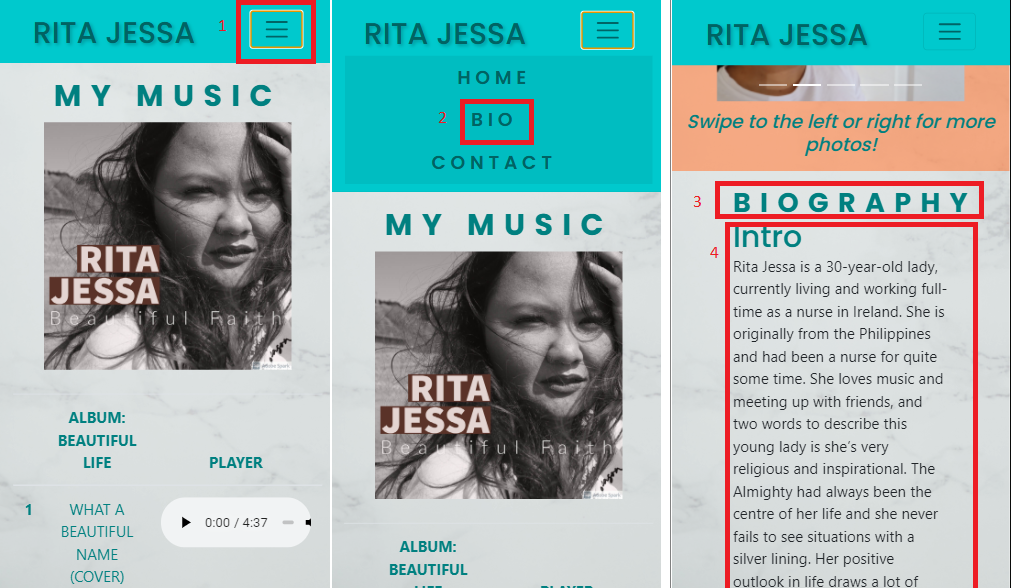 RITA JESSA
1
MY MUSIC
RITA
JESSA
Beautiful Faith
Adobe Spark
ALBUM:
BEAUTIFUL
LIFE
PLAYER
1
WHAT A
BEAUTIFUL
NAME
(COVER)
0:00 / 4:37
RITA JESSA
HOME
2
BIO
CONTACT
MY MUSIC
RITA
JESSA
Beautiful Faith
Adobe Spark
ALBUM:
BEAUTIFUL
LIFE
PLAYER
RITA JESSA
Swipe to the left or right for more
photos!
3
BIOGRAPHY
4
Intro
Rita Jessa is a 30-year-old lady,
currently living and working full-
time as a nurse in Ireland. She is
originally from the Philippines
and had been a nurse for quite
some time. She loves music and
meeting up with friends, and
two words to describe this
young lady is she's very
religious and inspirational. The
Almighty had always been the
centre of her life and she never
fails to see situations with a
silver lining. Her positive
outlook in life draws a lot of